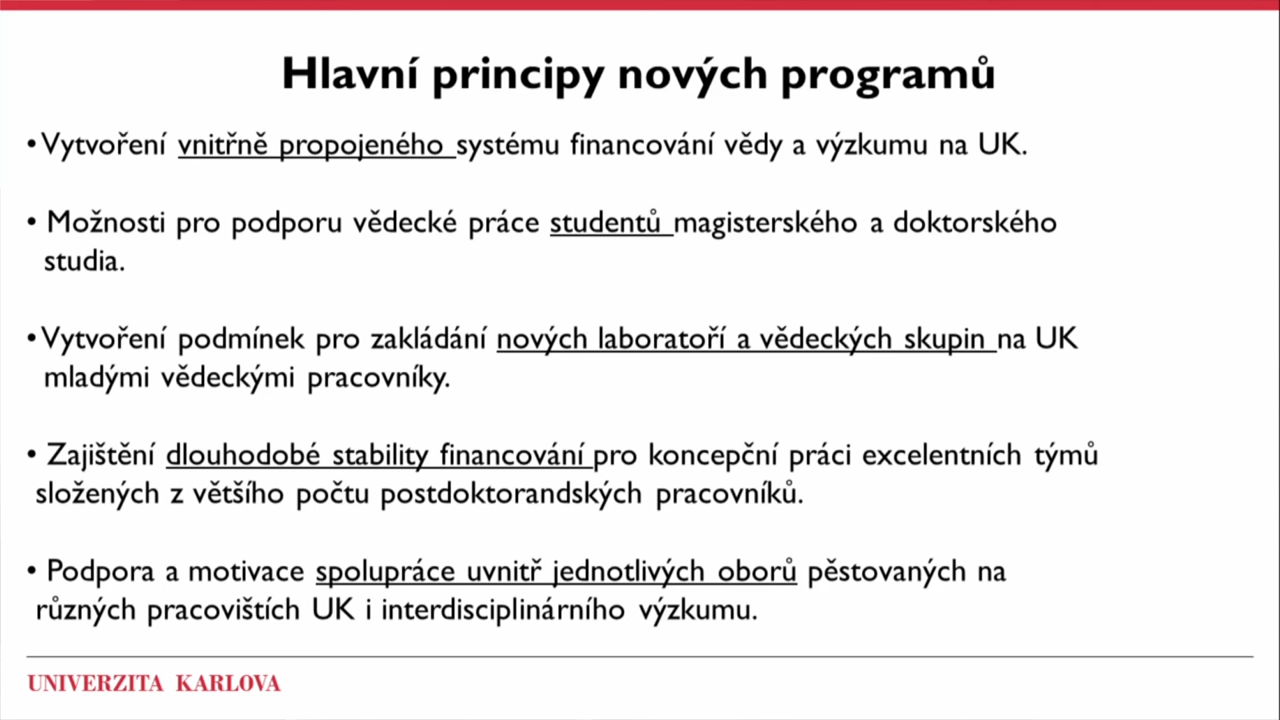 Hlavní principy nových programů
• Vytvoření vnitřně propojeného systému financování vědy a výzkumu na UK.
• Možnosti pro podporu vědecké práce studentů magisterského a doktorského
studia.
• Vytvoření podmínek pro zakládání nových laboratoří a vědeckých skupin na UK
mladými vědeckými pracovníky.
• Zajištění dlouhodobé stability financování pro koncepční práci excelentních týmů
složených z většího počtu postdoktorandských pracovníků.
• Podpora a motivace spolupráce uvnitř jednotlivých oborů pěstovaných na
různých pracovištích UK i interdisciplinárního výzkumu.
UNIVERZITA KARLOVA